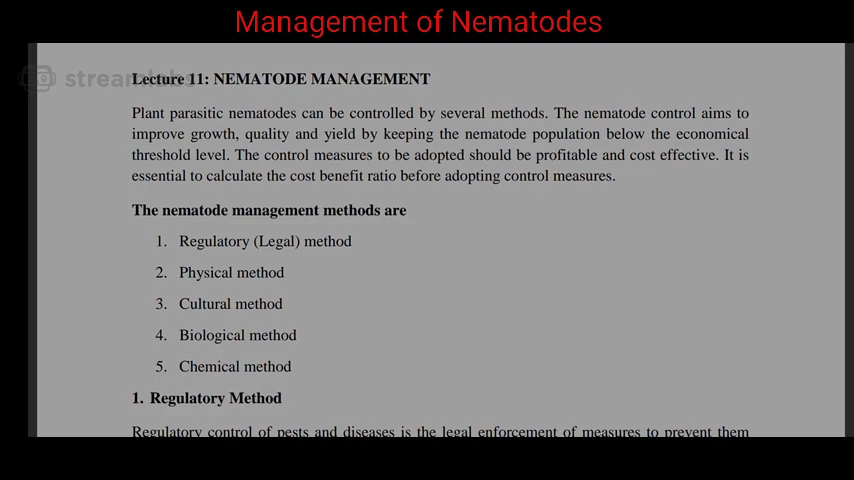 Management of Nematodes
streamlabs
Lecture 11: NEMATODE MANAGEMENT
Plant parasitic nematodes can be controlled by several methods. The nematode control aims to
improve growth, quality and yield by keeping the nematode population below the economical
threshold level. The control measures to be adopted should be profitable and cost effective. It is
essential to calculate the cost benefit ratio before adopting control measures.
The nematode management methods are
1. Regulatory (Legal) method
2. Physical method
3. Cultural method
4. Biological method
5. Chemical method
1. Regulatory Method
Regulatory control of pests and diseases is the legal enforcement of measures to prevent them